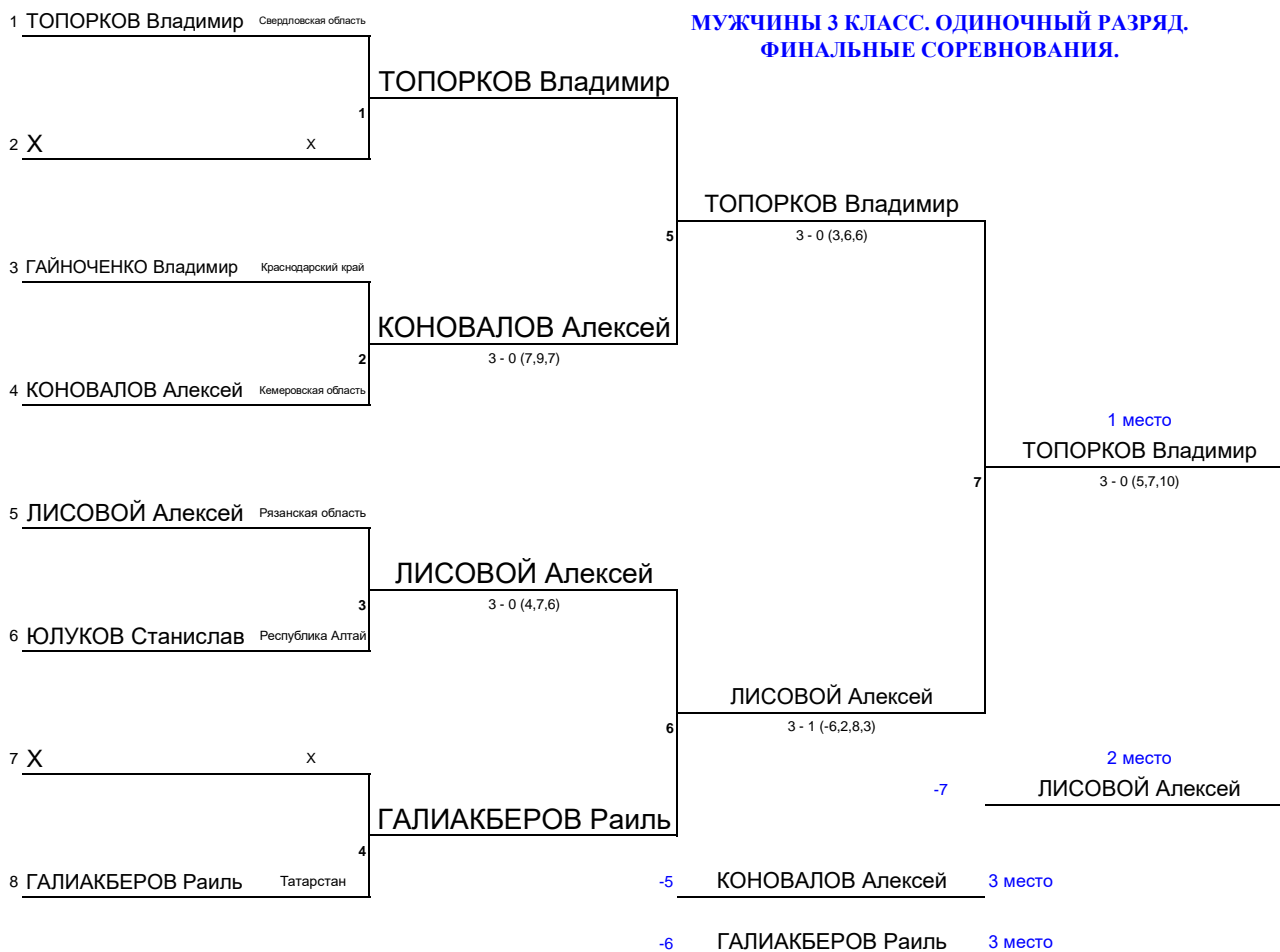 1 ТОПОРКОВ Владимир Свердловская область
МУЖЧИНЫ 3 КЛАСС. ОДИНОЧНЫЙ РАЗРЯД.
ФИНАЛЬНЫЕ СОРЕВНОВАНИЯ.
ТОПОРКОВ Владимир
1
2 X X
ТОПОРКОВ Владимир
5 3 - 0 (3,6,6)
3 ГАЙНОЧЕНКО Владимир Краснодарский край
КОНОВАЛОВ Алексей
2 3 - 0 (7,9,7)
4 КОНОВАЛОВ Алексей Кемеровская область
1 место
ТОПОРКОВ Владимир
7 3 - 0 (5,7,10)
5 ЛИСОВОЙ Алексей Рязанская область
ЛИСОВОЙ Алексей
3 3 - 0 (4,7,6)
6 ЮЛУКОВ Станислав Республика Алтай
ЛИСОВОЙ Алексей
6 3 - 1 (-6,2,8,3)
7 X X
2 место
-7 ЛИСОВОЙ Алексей
ГАЛИАКБЕРОВ Раиль
4
8 ГАЛИАКБЕРОВ Раиль Татарстан
-5 КОНОВАЛОВ Алексей 3 место
-6 ГАЛИАКБЕРОВ Раиль 3 место